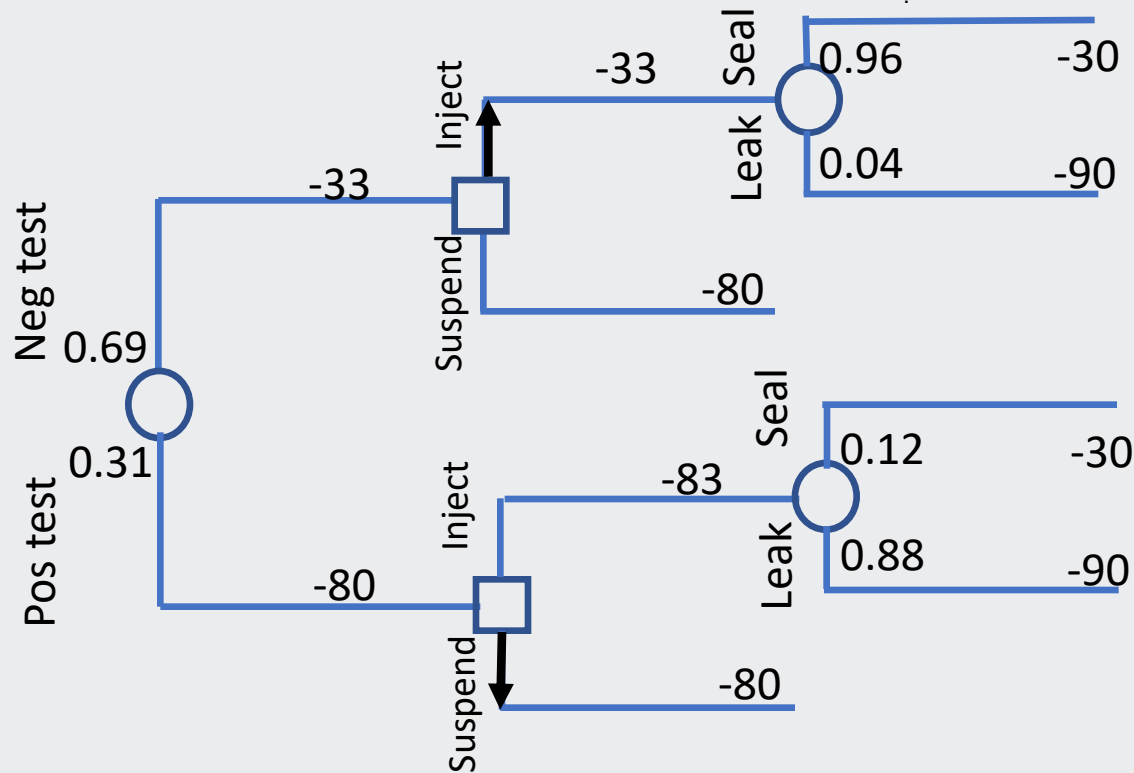 Neg test
0.69
0.31
Pos test
-33
Inject
Suspend
-33
-80
Seal
Leak
0.96
-30
0.04
-90
-80
Inject
Suspend
-83
-80
Seal
Leak
0.12
-30
0.88
-90